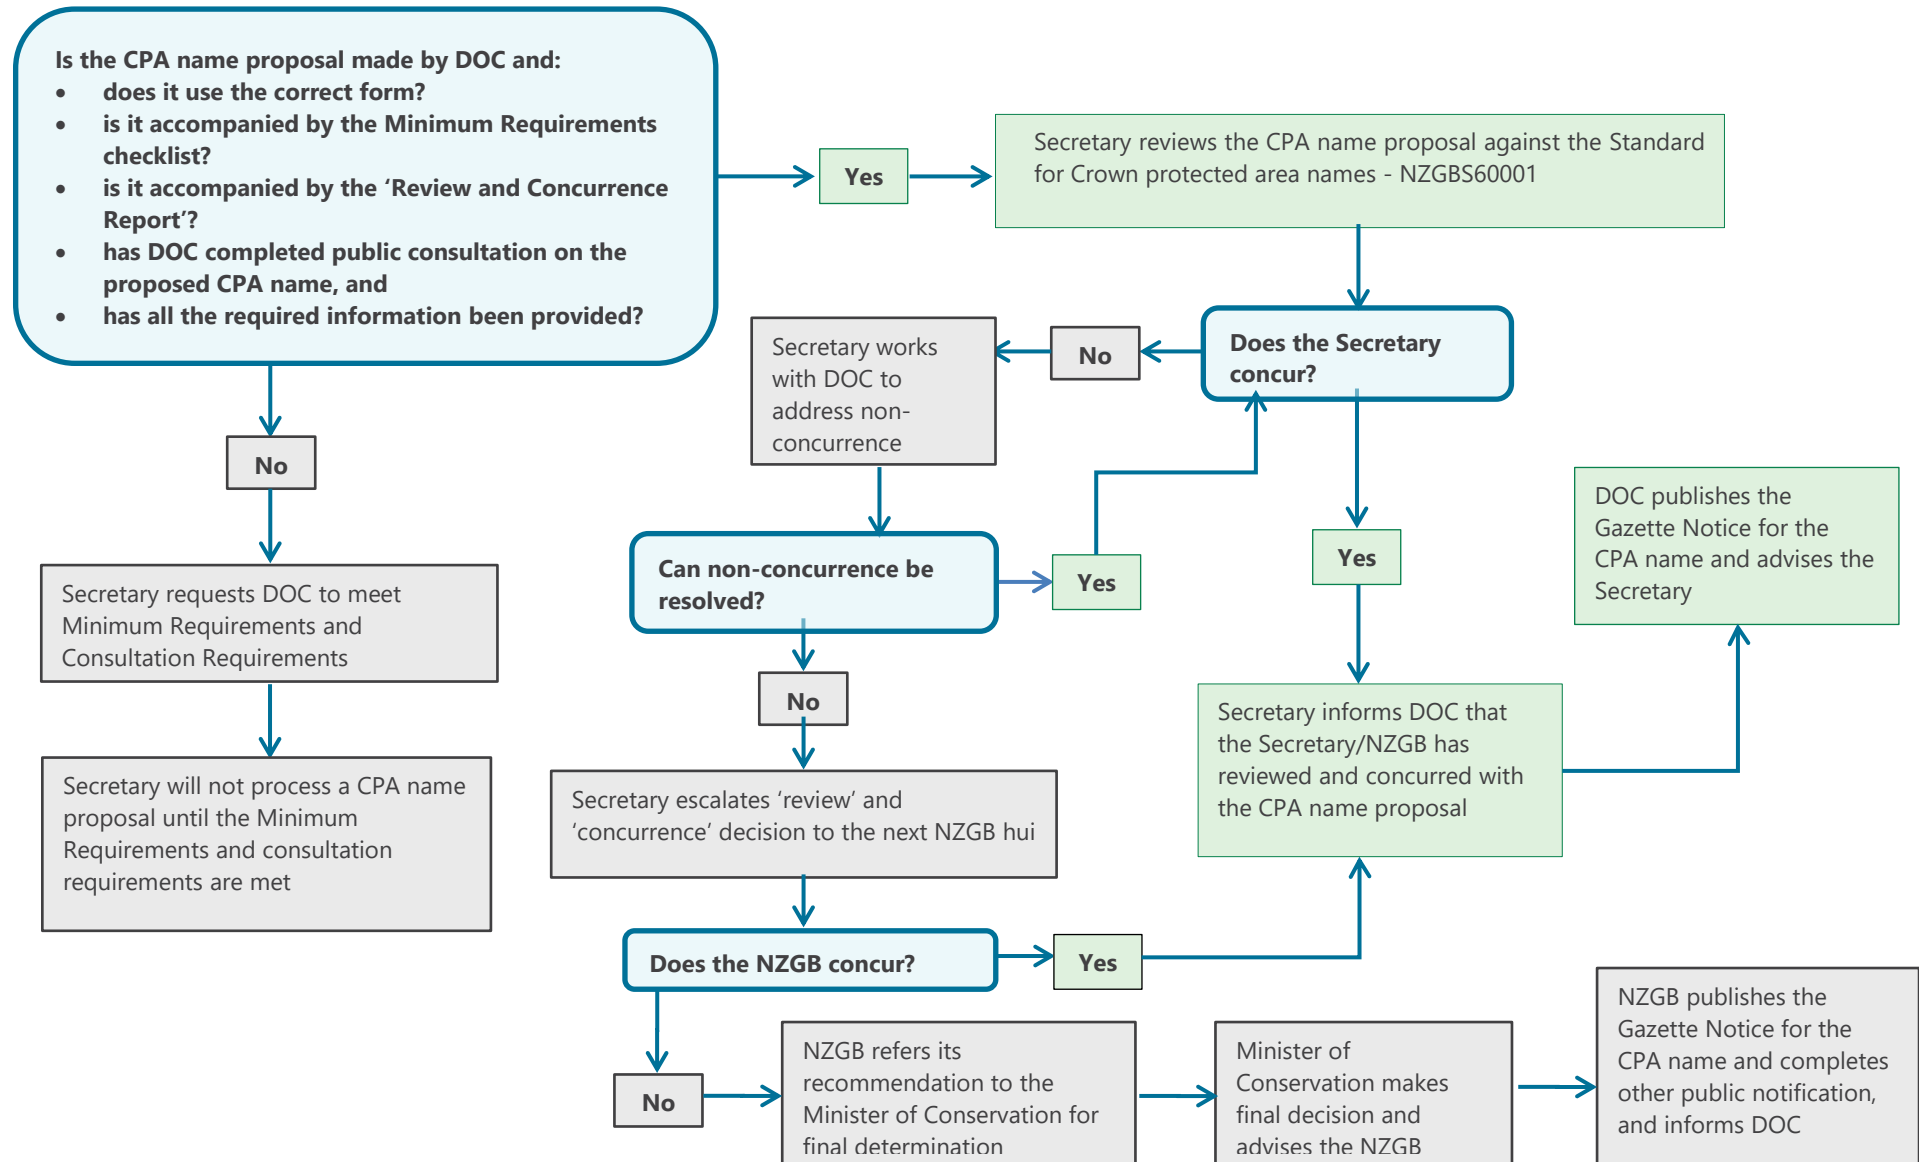 Is the CPA name proposal made by DOC and:
• does it use the correct form?
• is it accompanied by the Minimum Requirements
checklist?
• is it accompanied by the ‘Review and Concurrence
Report’?
• has DOC completed public consultation on the
proposed CPA name, and
• has all the required information been provided?
Yes
Secretary reviews the CPA name proposal against the Standard
for Crown protected area names - NZGBS60001
Does the Secretary
concur?
No
Secretary works
with DOC to
address non-
concurrence
No
Secretary requests DOC to meet
Minimum Requirements and
Consultation Requirements
Secretary will not process a CPA name
proposal until the Minimum
Requirements and consultation
requirements are met
Can non-concurrence be
resolved?
Yes
Yes
DOC publishes the
Gazette Notice for the
CPA name and advises the
Secretary
No
Secretary informs DOC that
the Secretary/NZGB has
reviewed and concurred with
the CPA name proposal
Secretary escalates ‘review’ and
‘concurrence’ decision to the next NZGB hui
Does the NZGB concur?
Yes
No
NZGB refers its
recommendation to the
Minister of Conservation for
final determination
Minister of
Conservation makes
final decision and
advises the NZGB
NZGB publishes the
Gazette Notice for the
CPA name and completes
other public notification,
and informs DOC